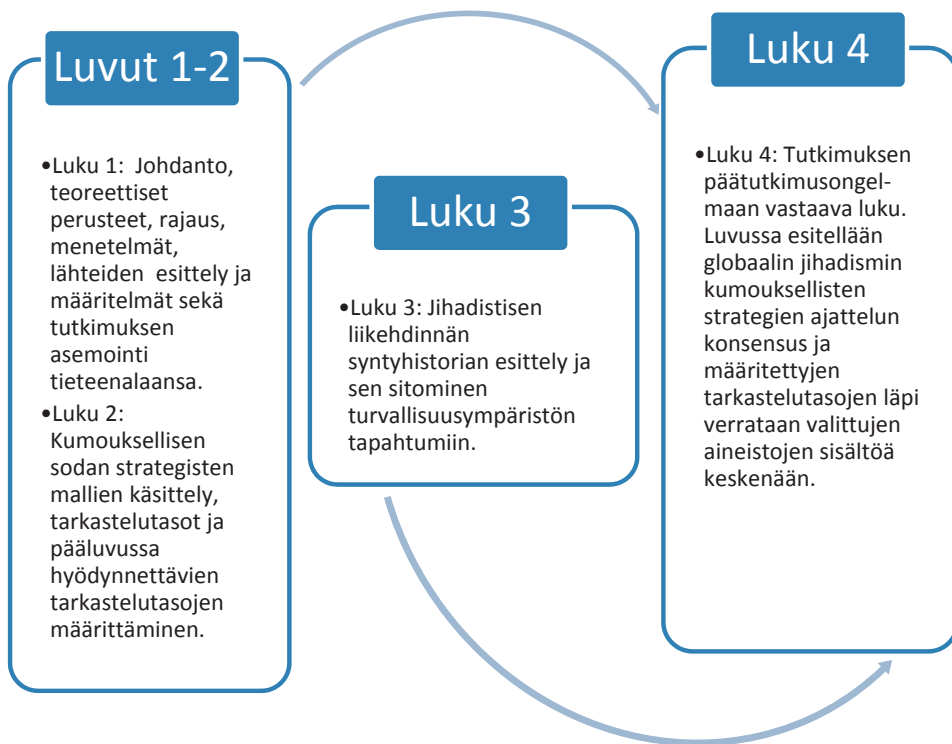 Luvut 1-2
•Luku 1: Johdanto,
teoreettiset
perusteet, rajaus,
menetelmät,
lähteiden esittely ja
määritelmät sekä
tutkimuksen
asemointi
tieteenalaansa.
•Luku 2:
Kumouksellisen
sodan strategisten
mallien käsittely,
tarkastelutasot ja
pääluvussa
hyödynnettävien
tarkastelutasojen
määrittäminen.
Luku 3
•Luku 3: Jihadistisen
liikehdinnän
syntyhistorian esittely ja
sen sitominen
turvallisuusympäristön
tapahtumiin.
Luku 4
•Luku 4: Tutkimuksen
päätutkimusongel-
maan vastaava luku.
Luvussa esitellään
globaalin jihadismin
kumouksellisten
strategien ajattelun
konsensus ja
määritettyjen
tarkastelutasojen läpi
verrataan valittujen
aineistojen sisältöä
keskenään.